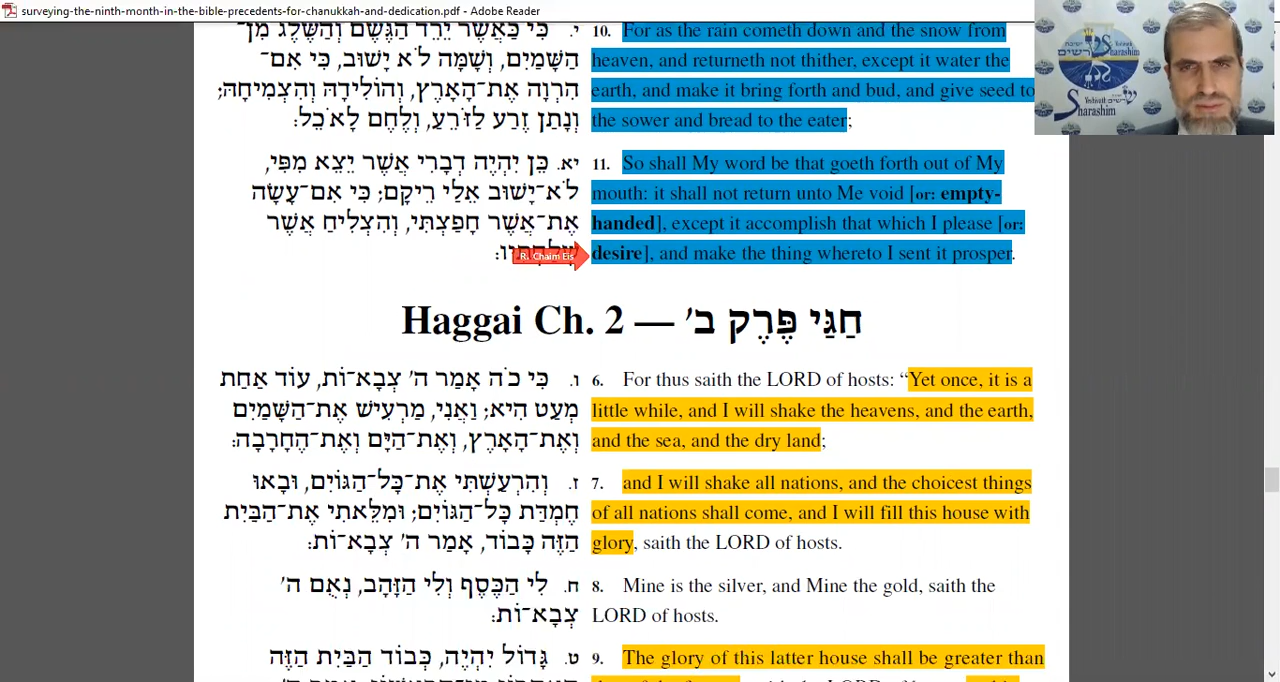 surveying-the-ninth-month-in-the-bible-precedents-for-chanukkah-and-dedication.pdf - Adobe Reader
י. כִּי כַּאֲשֶׁר יֵרֵד הַגֶּשֶׁם וְהַשֶּׁלֶג מִן־
הַשָּׁמַיִם, וְשָׁמָּה לֹא יָשׁוּב, כִּי אִם־
הִרְוָה אֶת־הָאָרֶץ, וְהוֹלִידָהּ וְהִצְמִיחָהּ;
וְנָתַן זֶרַע לַזֹּרֵעַ, וְלֶחֶם לָאֹכֵל:
10. For as the rain cometh down and the snow from
heaven, and returneth not thither, except it water the
earth, and make it bring forth and bud, and give seed to
the sower and bread to the eater;
יא. כֵּן יִהְיֶה דְבָרִי אֲשֶׁר יֵצֵא מִפִּי,
לֹא־יָשׁוּב אֵלַי רֵיקָם; כִּי אִם־עָשָׂה
אֶת־אֲשֶׁר חָפַצְתִּי, וְהִצְלִיחַ אֲשֶׁר
11. So shall My word be that goeth forth out of My
mouth: it shall not return unto Me void [or: empty-
handed], except it accomplish that which I please [or:
desire], and make the thing whereto I sent it prosper.
R. Chaim Eis
Haggai Ch. 2 — חַגַּי פֶּרֶק ב׳
ו. כִּי כֹה אָמַר ה׳ צְבָא־וֹת, עוֹד אַחַת
מְעַט הִיא; וַאֲנִי, מַרְעִישׁ אֶת־הַשָּׁמַיִם
וְאֶת־הָאָרֶץ, וְאֶת־הַיָּם וְאֶת־הֶחָרָבָה:
6. For thus saith the LORD of hosts: “Yet once, it is a
little while, and I will shake the heavens, and the earth,
and the sea, and the dry land;
ז. וְהִרְעַשְׁתִּי אֶת־כָּל־הַגּוֹיִם, וּבָאוּ
חֶמְדַּת כָּל־הַגּוֹיִם; וּמִלֵּאתִי אֶת־הַבַּיִת
הַזֶּה כָּבוֹד, אָמַר ה׳ צְבָא־וֹת:
7. and I will shake all nations, and the choicest things
of all nations shall come, and I will fill this house with
glory, saith the LORD of hosts.
ח. לִי הַכֶּסֶף וְלִי הַזָּהָב, נְאֻם ה׳
צְבָא־וֹת:
8. Mine is the silver, and Mine the gold, saith the
LORD of hosts.
ט. גָּדוֹל יִהְיֶה, כְּבוֹד הַבַּיִת הַזֶּה
9. The glory of this latter house shall be greater than
ישיבת
שרשים
Yeshivat
Sharashim